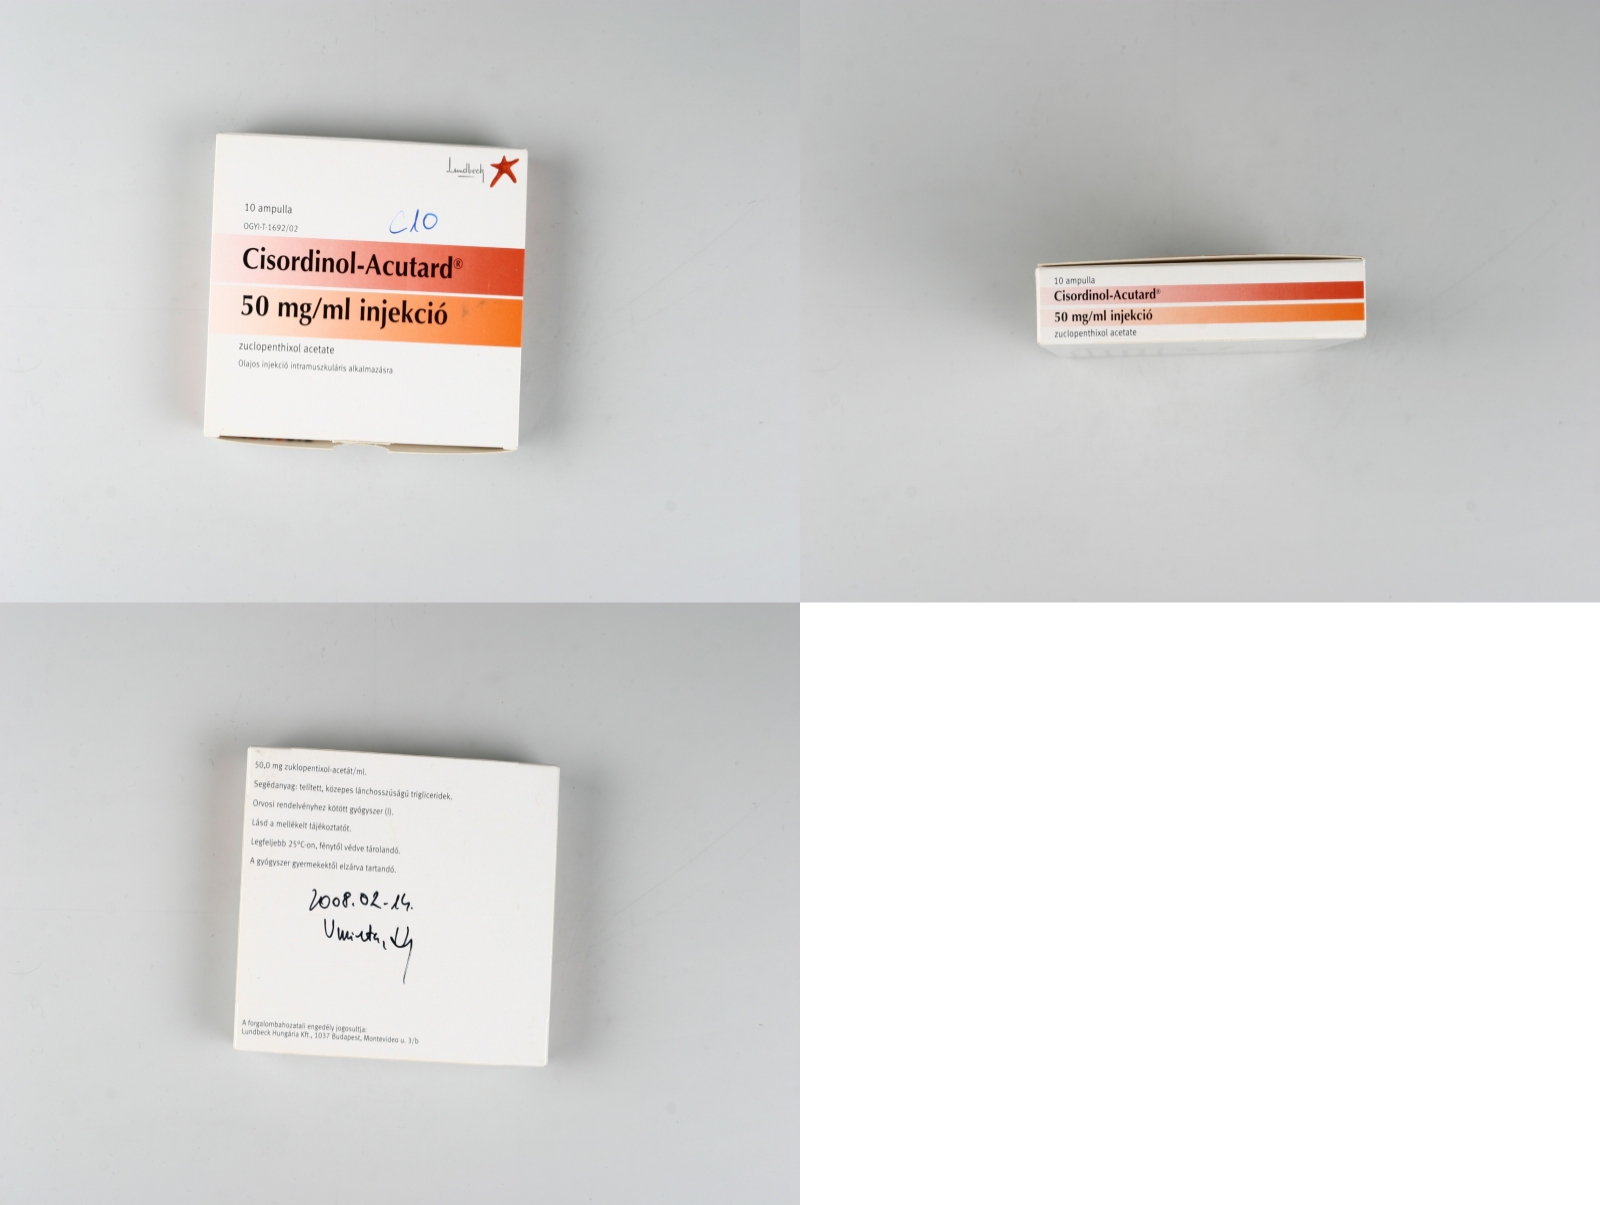 Lundbeck
10 ampulla
OGYI-T-1692/02
C10
Cisordinol-Acutard®
50 mg/ml injekció
zuclopenthixol acetate
Olajos injekció intramuszkuláris alkalmazásra
10 ampulla
Cisordinol-Acutard®
50 mg/ml injekció
zuclopenthixol acetate
50,0 mg zuklopentixol-acetát/ml.
Segédanyag: telített, közepes lánchosszúságú trigliceridek.
Orvosi rendelvényhez kötött gyógyszer (I).
Lásd a mellékelt tájékoztatót.
Legfeljebb 25°C-on, fénytől védve tárolandó.
A gyógyszer gyermekektől elzárva tartandó.
2008.02-14.
A forgalombahozatali engedély jogosultja:
Lundbeck Hungária Kft., 1037 Budapest, Montevideo u. 3/b